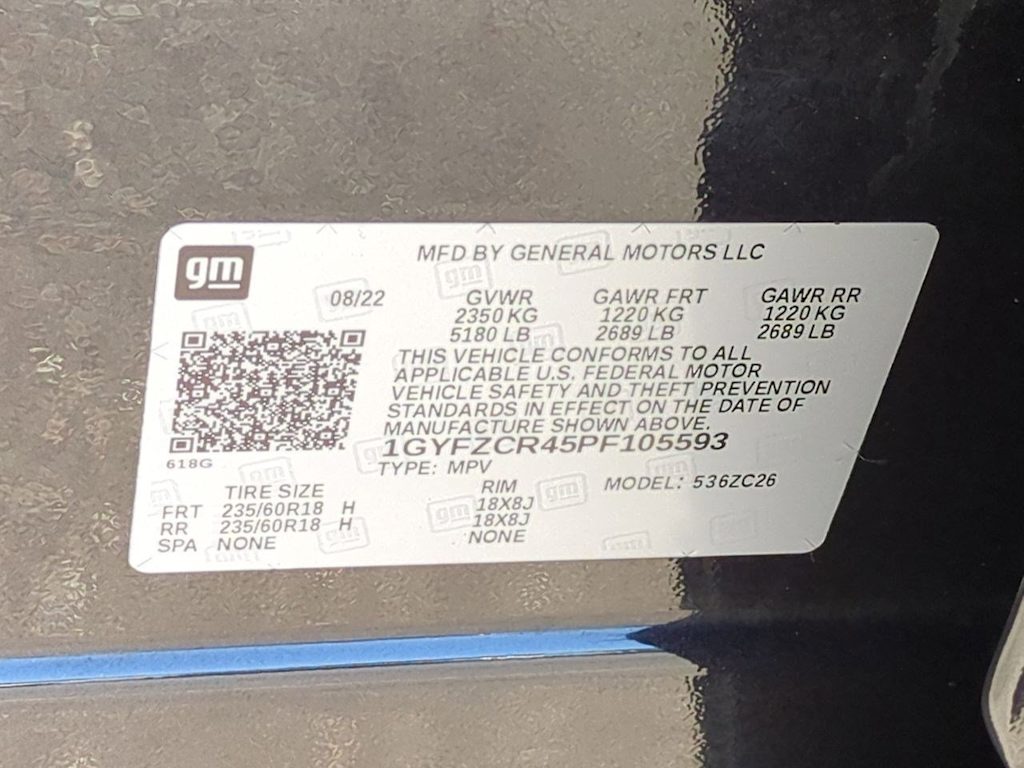 gm
MFD BY GENERAL MOTORS LLC
08/22 GVWR GAWR FRT GAWR RR
2350 KG 1220 KG 1220 KG
5180 LB 2689 LB 2689 LB
THIS VEHICLE CONFORMS TO ALL
APPLICABLE U.S. FEDERAL MOTOR
VEHICLE SAFETY AND THEFT PREVENTION
STANDARDS IN EFFECT ON THE DATE OF
MANUFACTURE SHOWN ABOVE.
1GYFZCR45PF105593
618G
TYPE: MPV MODEL: 536ZC26
TIRE SIZE RIM
FRT 235/60R18 H 18X8J
RR 235/60R18 H 18X8J
SPA NONE NONE